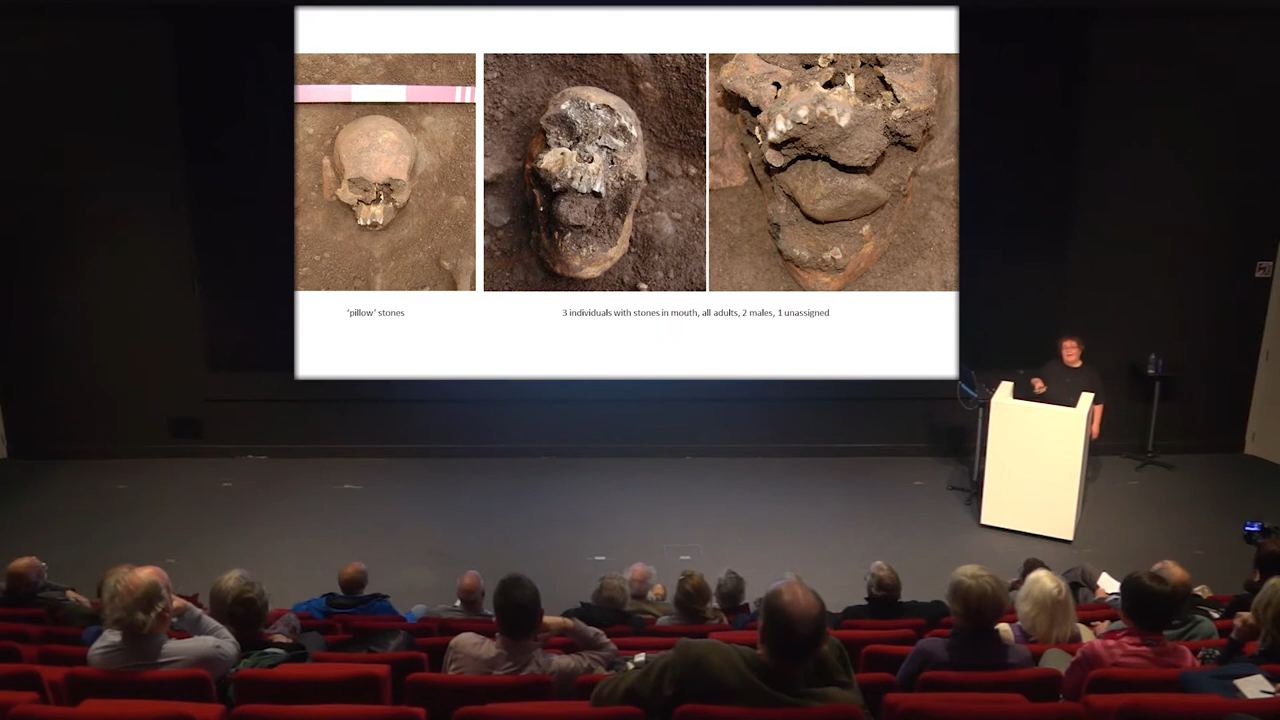 'pillow' stones
3 individuals with stones in mouth, all adults, 2 males, 1 unassigned